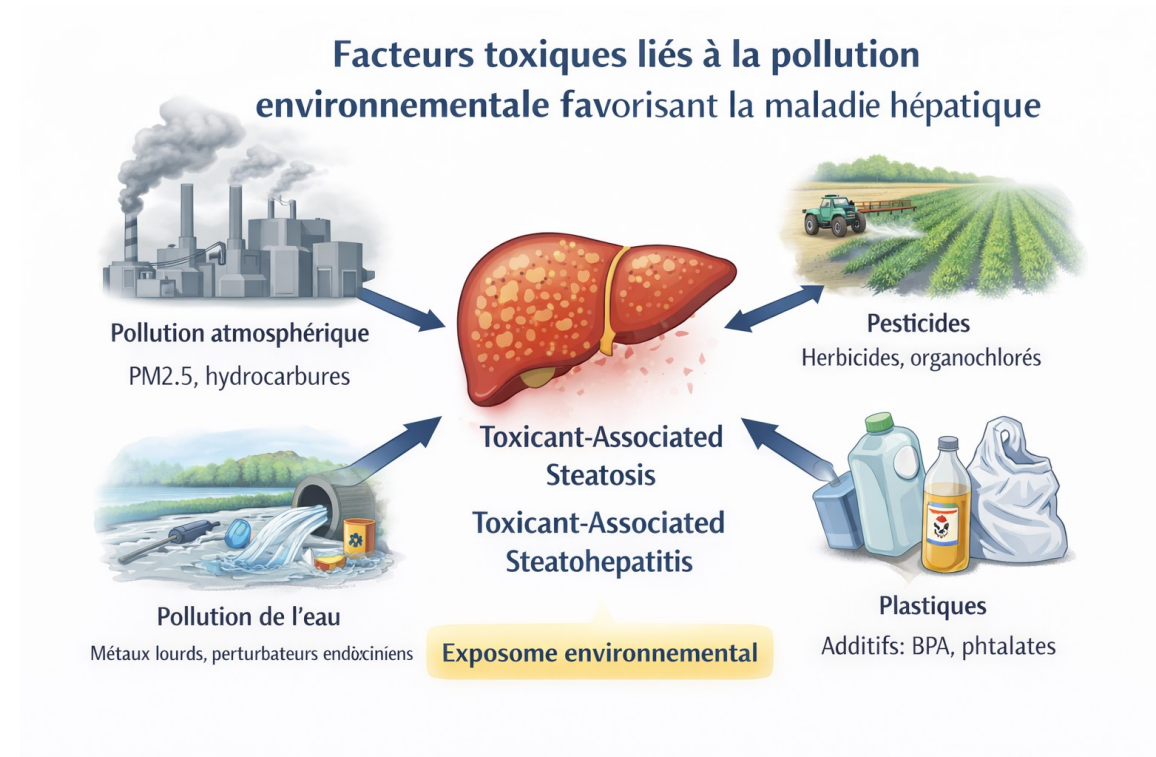 Facteurs toxiques liés à la pollution
environnementale favorisant la maladie hépatique
Pollution atmosphérique
PM2.5, hydrocarbures
Pesticides
Herbicides, organochlorés
Toxicant-Associated
Steatosis
Toxicant-Associated
Steatohepatitis
Pollution de l'eau
Métaux lourds, perturbateurs
Exposome environnemental
Plastiques
Additifs: BPA, phtalates